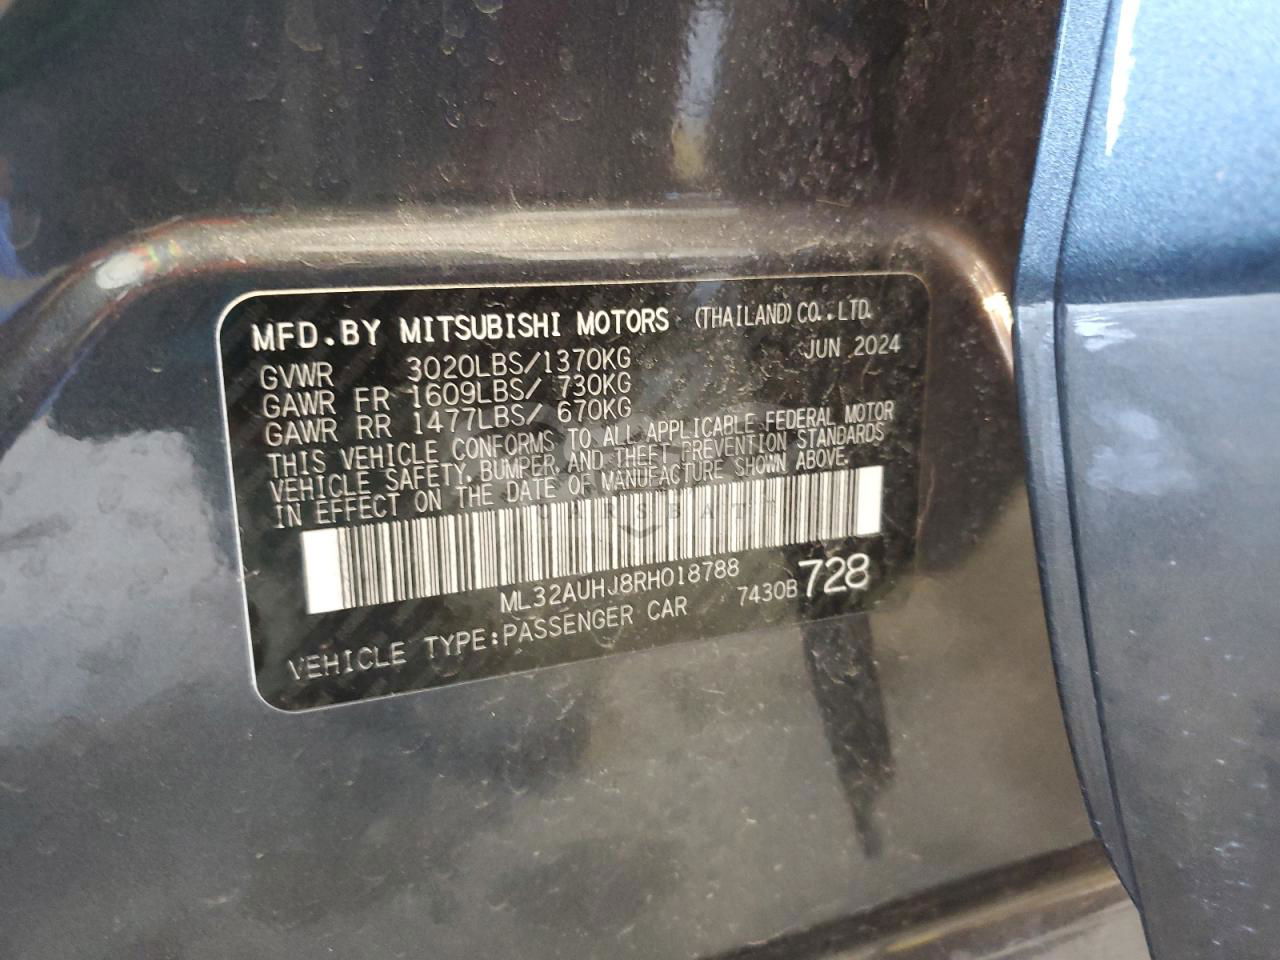 MFD.BY MITSUBISHI MOTORS (THAILAND) CO.,LTD.
GVWR 3020LBS/1370KG JUN 2024
GAWR FR 1609LBS/ 730KG
GAWR RR 1477LBS/ 670KG
THIS VEHICLE CONFORMS TO ALL APPLICABLE FEDERAL MOTOR
VEHICLE SAFETY, BUMPER, AND THEFT PREVENTION STANDARDS
IN EFFECT ON THE DATE OF MANUFACTURE SHOWN ABOVE.
CARSBAT
ML32AUHJ8RH018788
VEHICLE TYPE:PASSENGER CAR 7430B 728